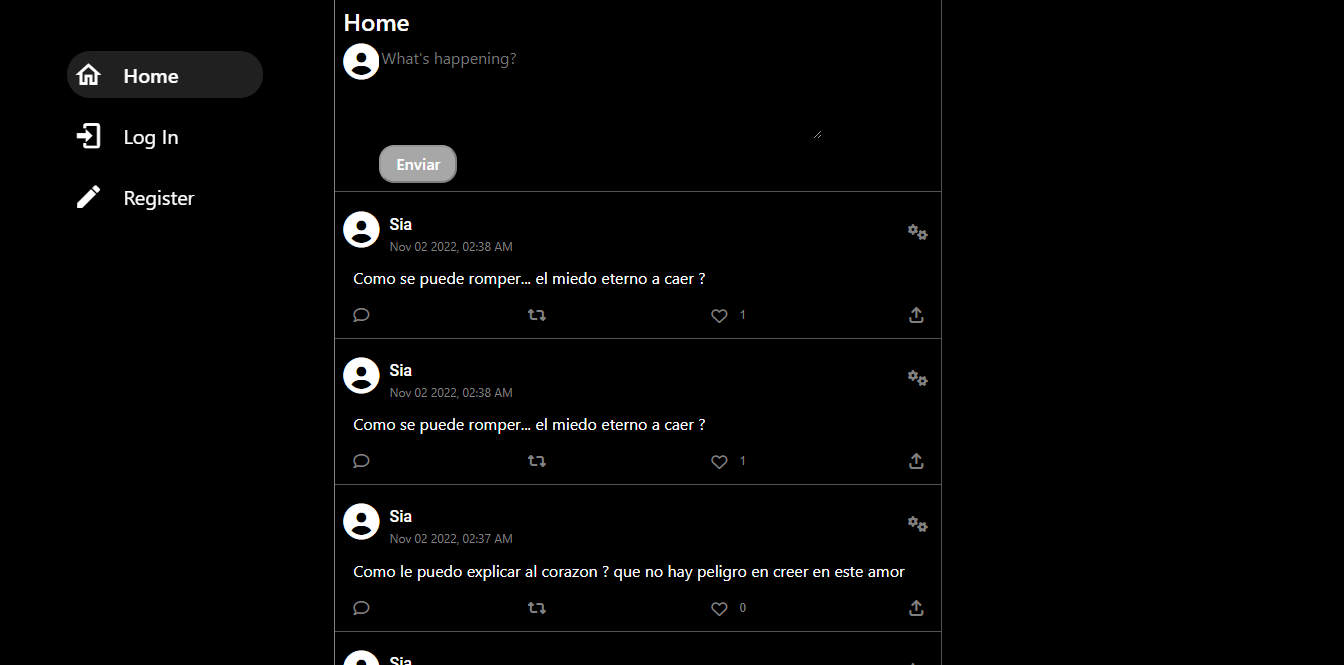 Home
Log In
Register
Home
What's happening?
Enviar
Sia
Nov 02 2022, 02:38 AM
Como se puede romper... el miedo eterno a caer ?
1
Sia
Nov 02 2022, 02:38 AM
Como se puede romper... el miedo eterno a caer ?
1
Sia
Nov 02 2022, 02:37 AM
Como le puedo explicar al corazon ? que no hay peligro en creer en este amor
0
Sia